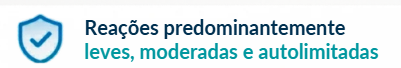 Reações predominantemente
leves, moderadas e autolimitadas